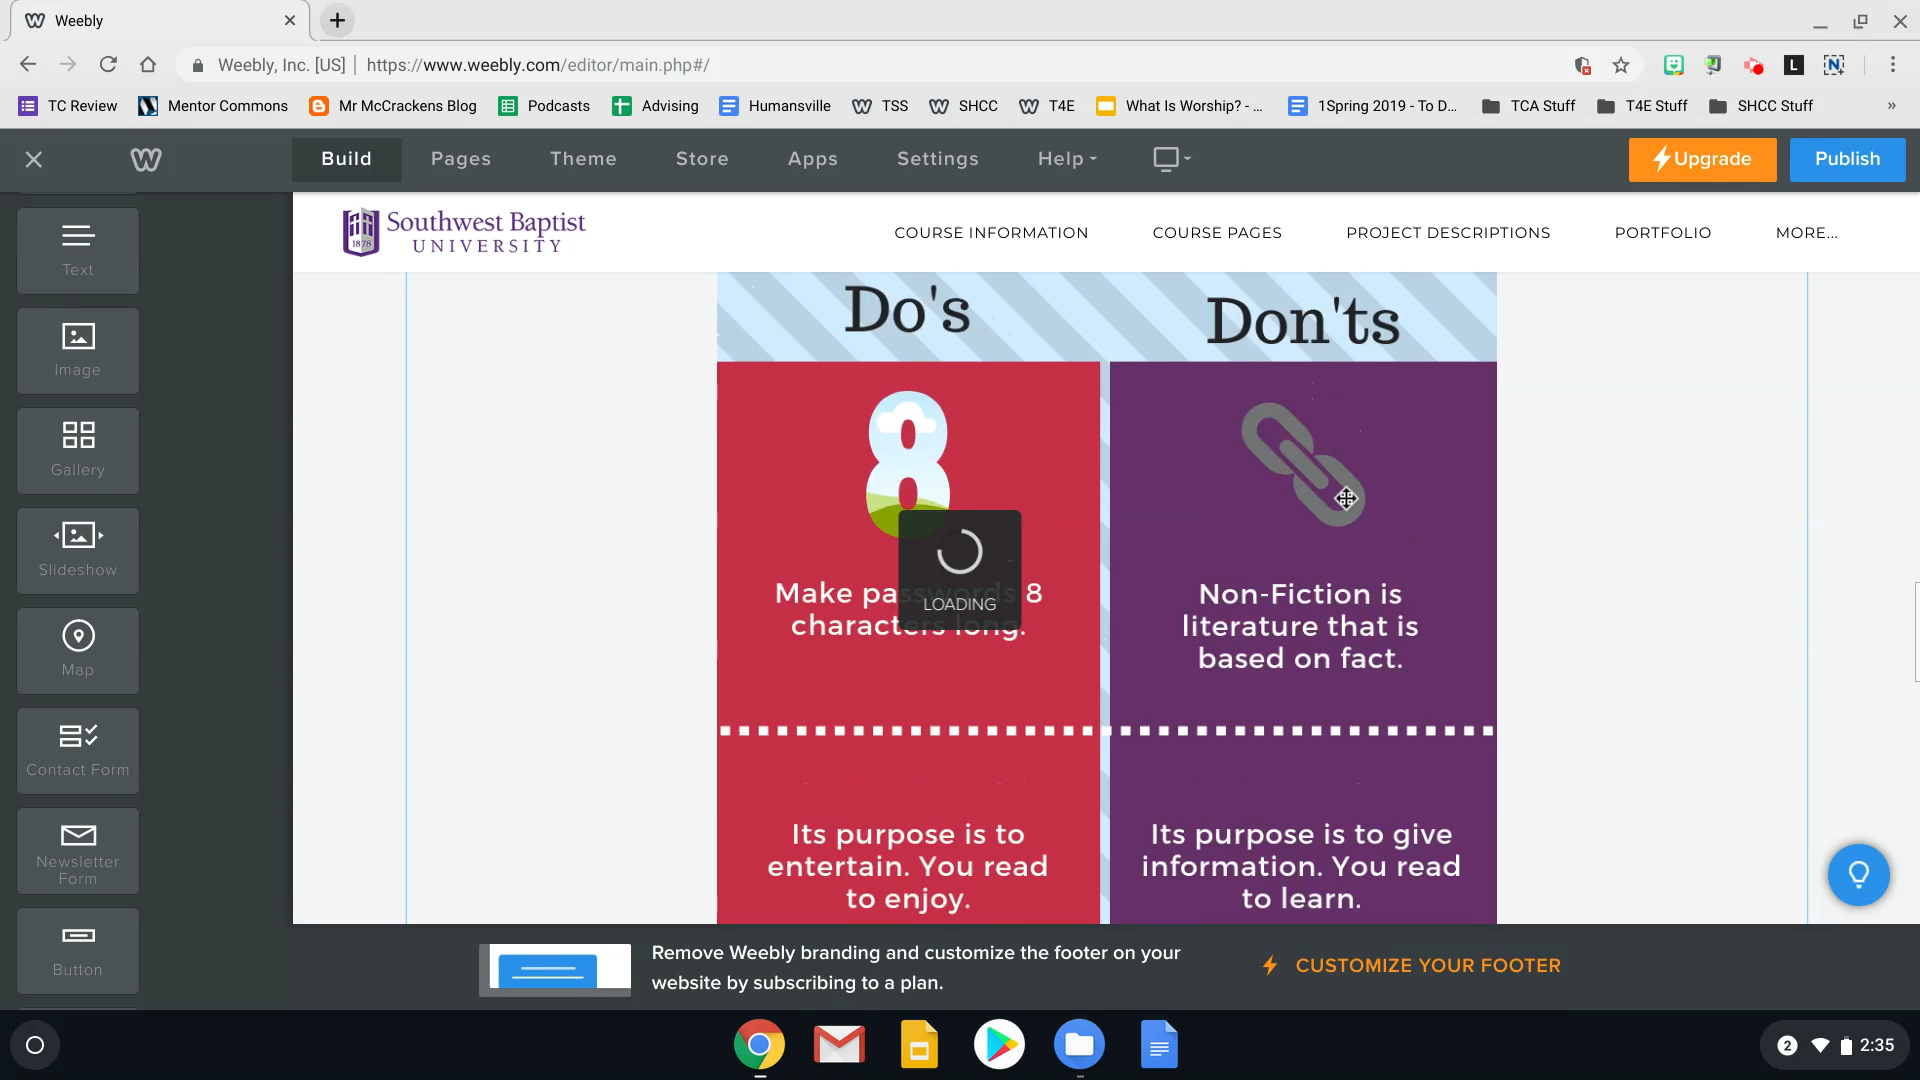 Weebly
Weebly, Inc. [US] https://www.weebly.com/editor/main.php#/
TC Review Mentor Commons Mr McCrackens Blog Podcasts Advising Humansville TSS SHCC T4E What Is Worship? - ... 1Spring 2019 - To D... TCA Stuff T4E Stuff SHCC Stuff »
Build Pages Theme Store Apps Settings Help Upgrade Publish
Text
Image
Gallery
Slideshow
Map
Contact Form
Newsletter
Form
Button
1878
Southwest Baptist
UNIVERSITY
COURSE INFORMATION COURSE PAGES PROJECT DESCRIPTIONS PORTFOLIO MORE...
Do's
Don'ts
8
Make passwords 8
characters long.
LOADING
Non-Fiction is
literature that is
based on fact.
Its purpose is to
entertain. You read
to enjoy.
Its purpose is to give
information. You read
to learn.
Remove Weebly branding and customize the footer on your
website by subscribing to a plan.
CUSTOMIZE YOUR FOOTER
2 2:35